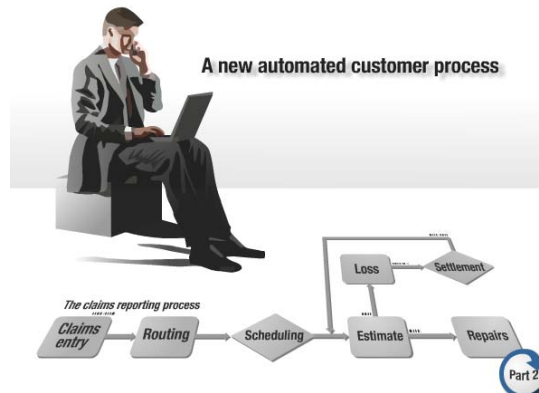 A new automated customer process
Loss
Settlement
The claims reporting process
Claims
entry
Routing
Scheduling
Estimate
Repairs
Part 2